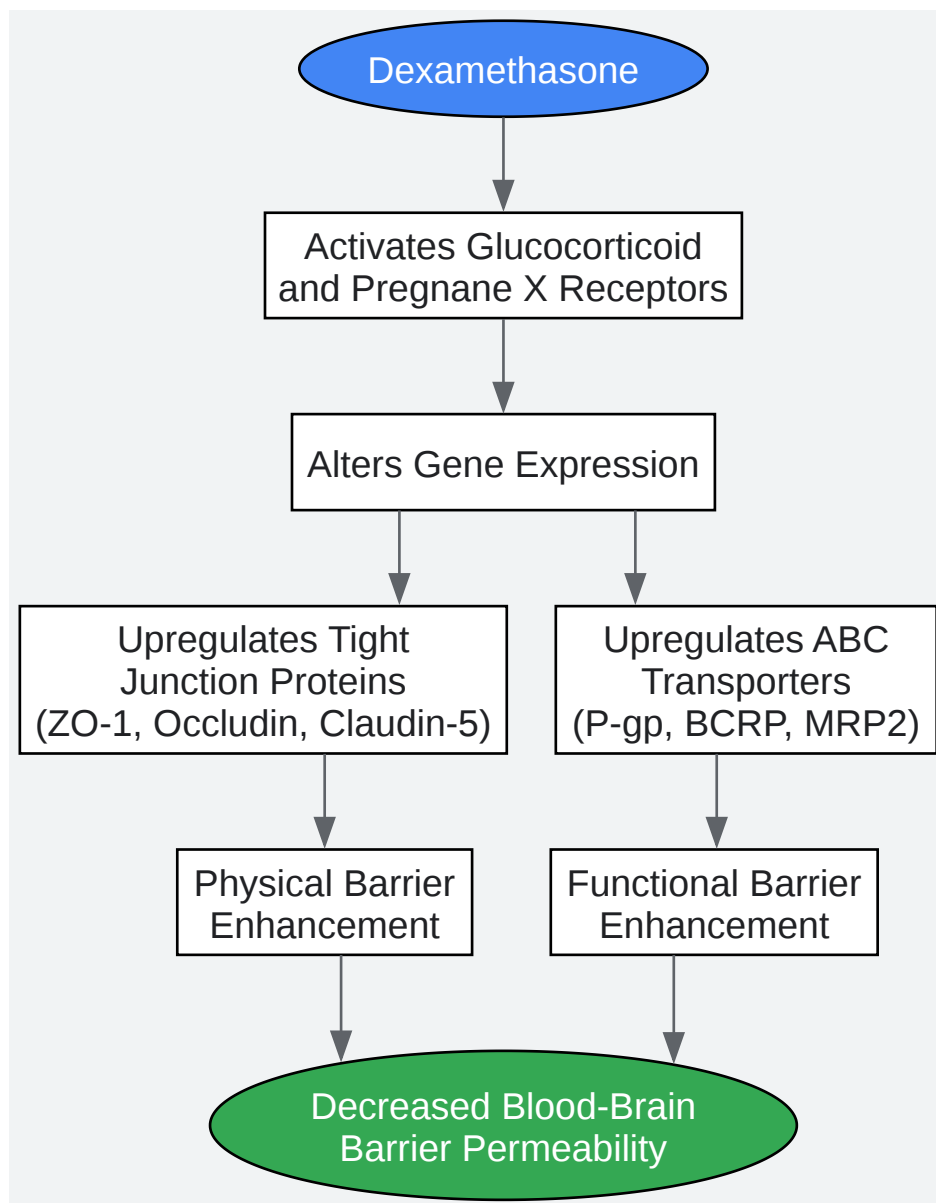 Dexamethasone
Activates Glucocorticoid
and Pregnane X Receptors
Alters Gene Expression
Upregulates Tight
Junction Proteins
(ZO-1, Occludin, Claudin-5)
Upregulates ABC
Transporters
(P-gp, BCRP, MRP2)
Physical Barrier
Enhancement
Functional Barrier
Enhancement
Decreased Blood-Brain
Barrier Permeability